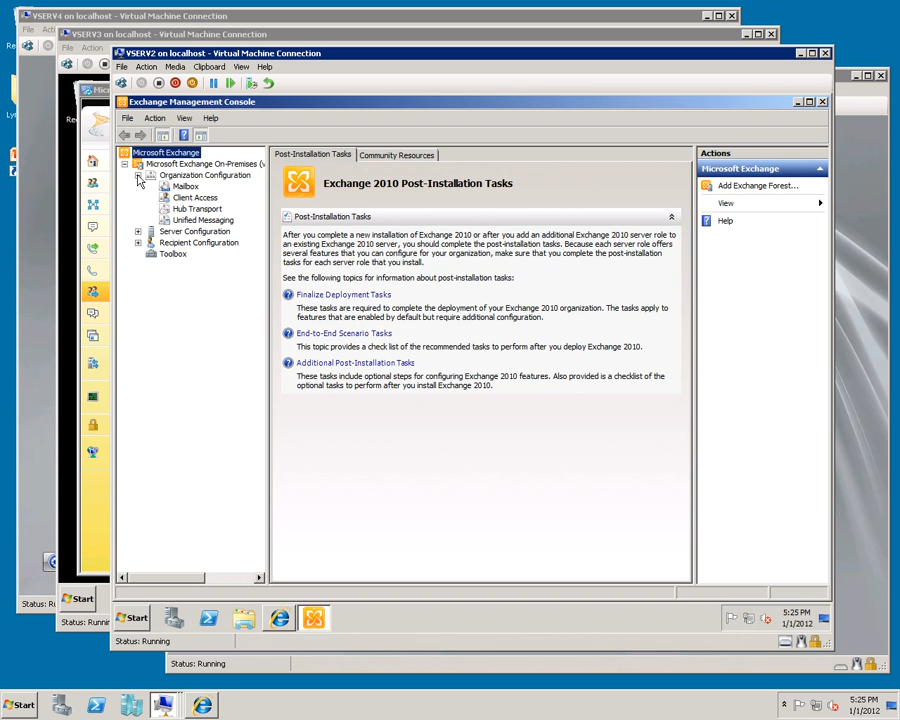 VSERV4 on localhost - Virtual Machine Connection
File
VSERV3 on localhost - Virtual Machine Connection
File Action
VSERV2 on localhost - Virtual Machine Connection
File Action Media Clipboard View Help
Exchange Management Console
File Action View Help
Microsoft Exchange
Microsoft Exchange On-Premises (v
Organization Configuration
Mailbox
Client Access
Hub Transport
Unified Messaging
Server Configuration
Recipient Configuration
Toolbox
Post-Installation Tasks Community Resources
Exchange 2010 Post-Installation Tasks
Post-Installation Tasks
After you complete a new installation of Exchange 2010 or after you add an additional Exchange 2010 server role to
an existing Exchange 2010 server, you should complete the post-installation tasks. Because each server role offers
several features that you can configure for your organization, make sure that you complete the post-installation
tasks for each server role that you install.
See the following topics for information about post-installation tasks:
Finalize Deployment Tasks
These tasks are required to complete the deployment of your Exchange 2010 organization. The tasks apply to
features that are enabled by default but require additional configuration.
End-to-End Scenario Tasks
This topic provides a check list of the recommended tasks to perform after you deploy Exchange 2010.
Additional Post-Installation Tasks
These tasks include optional steps for configuring Exchange 2010 features. Also provided is a checklist of the
optional tasks to perform after you install Exchange 2010.
Actions
Microsoft Exchange
Add Exchange Forest...
View
Help
Start
5:25 PM
1/1/2012
Status: Running
Start
Status: Running
Start
5:25 PM
1/1/2012